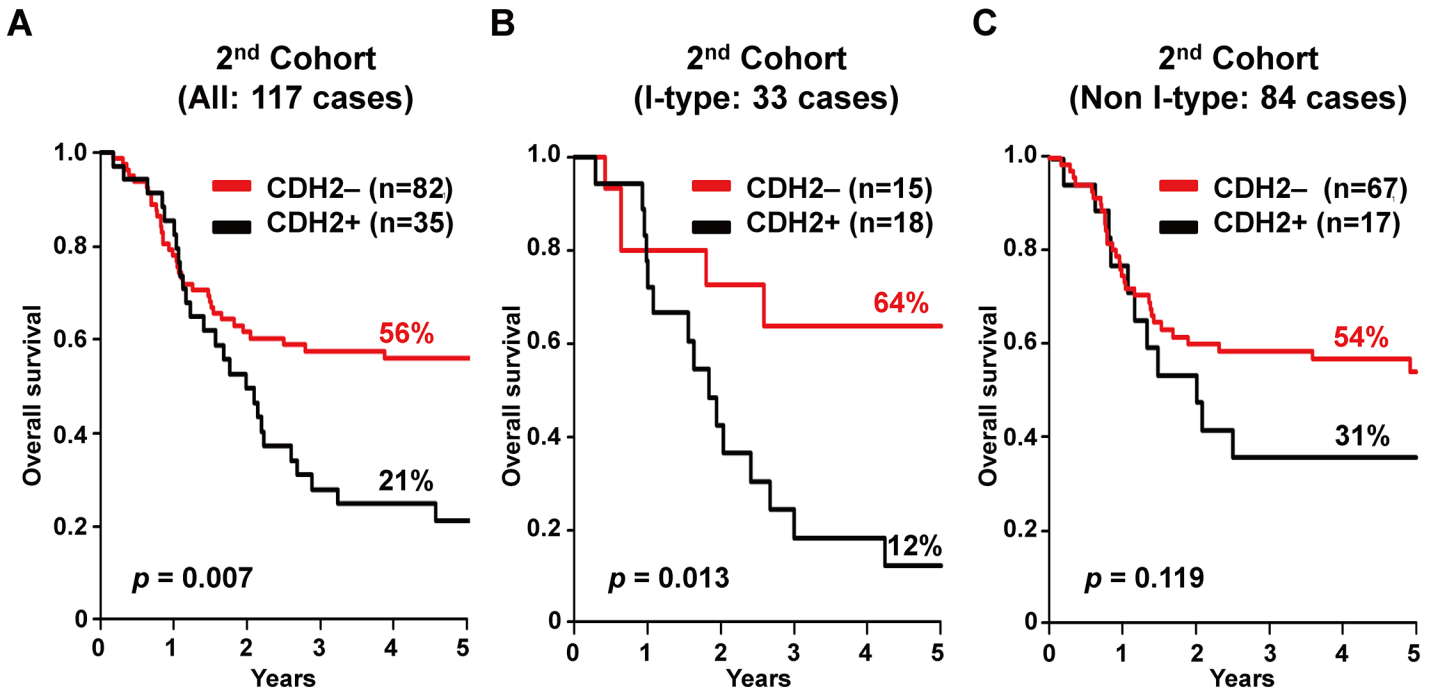 A
2nd Cohort
(All: 117 cases)
1.0
0.8
0.6
0.4
0.2
0
Overall survival
CDH2– (n=82)
CDH2+ (n=35)
56%
21%
p = 0.007
0 1 2 3 4 5
Years
B
2nd Cohort
(I-type: 33 cases)
1.0
0.8
0.6
0.4
0.2
0
Overall survival
CDH2– (n=15)
CDH2+ (n=18)
64%
12%
p = 0.013
0 1 2 3 4 5
Years
C
2nd Cohort
(Non I-type: 84 cases)
1.0
0.8
0.6
0.4
0.2
0
Overall survival
CDH2– (n=67)
CDH2+ (n=17)
54%
31%
p = 0.119
0 1 2 3 4 5
Years